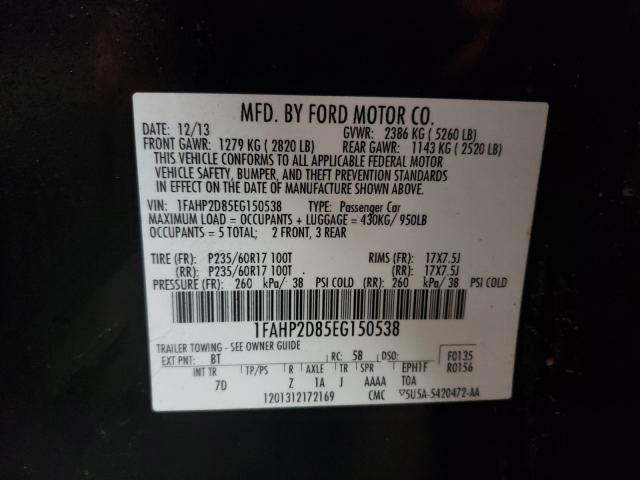 MFD. BY FORD MOTOR CO.
DATE: 12/13 GVWR: 2386 KG ( 5260 LB)
FRONT GAWR: 1279 KG ( 2820 LB) REAR GAWR: 1143 KG ( 2520 LB)
THIS VEHICLE CONFORMS TO ALL APPLICABLE FEDERAL MOTOR
VEHICLE SAFETY, BUMPER, AND THEFT PREVENTION STANDARDS
IN EFFECT ON THE DATE OF MANUFACTURE SHOWN ABOVE.
VIN: 1FAHP2D85EG150538 TYPE: Passenger Car
MAXIMUM LOAD = OCCUPANTS + LUGGAGE = 430KG/ 950LB
OCCUPANTS = 5 TOTAL; 2 FRONT, 3 REAR
TIRE (FR): P235/60R17 100T RIMS (FR): 17X7.5J
(RR): P235/60R17 100T (RR): 17X7.5J
PRESSURE (FR): 260 kPa/ 38 PSI COLD (RR): 260 kPa/ 38 PSI COLD
1FAHP2D85EG150538
TRAILER TOWING - SEE OWNER GUIDE
EXT PNT: BT RC: 58 DSO: F0135
INT TR TP/PS R AXLE TR SPR EPH1F R0156
7D Z 1A J AAAA TOA
1201312172169 CMC ▽5U5A-5420472-AA